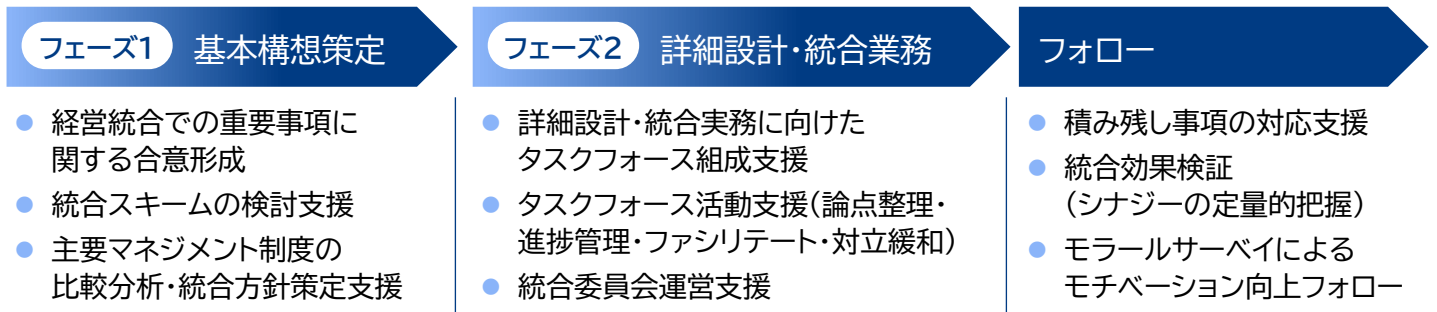 フェーズ1 基本構想策定
● 経営統合での重要事項に
関する合意形成
● 統合スキームの検討支援
● 主要マネジメント制度の
比較分析・統合方針策定支援
フェーズ2 詳細設計・統合業務
● 詳細設計・統合実務に向けた
タスクフォース組成支援
● タスクフォース活動支援(論点整理・
進捗管理・ファシリテート・対立緩和)
● 統合委員会運営支援
フォロー
● 積み残し事項の対応支援
● 統合効果検証
(シナジーの定量的把握)
● モラールサーベイによる
モチベーション向上フォロー